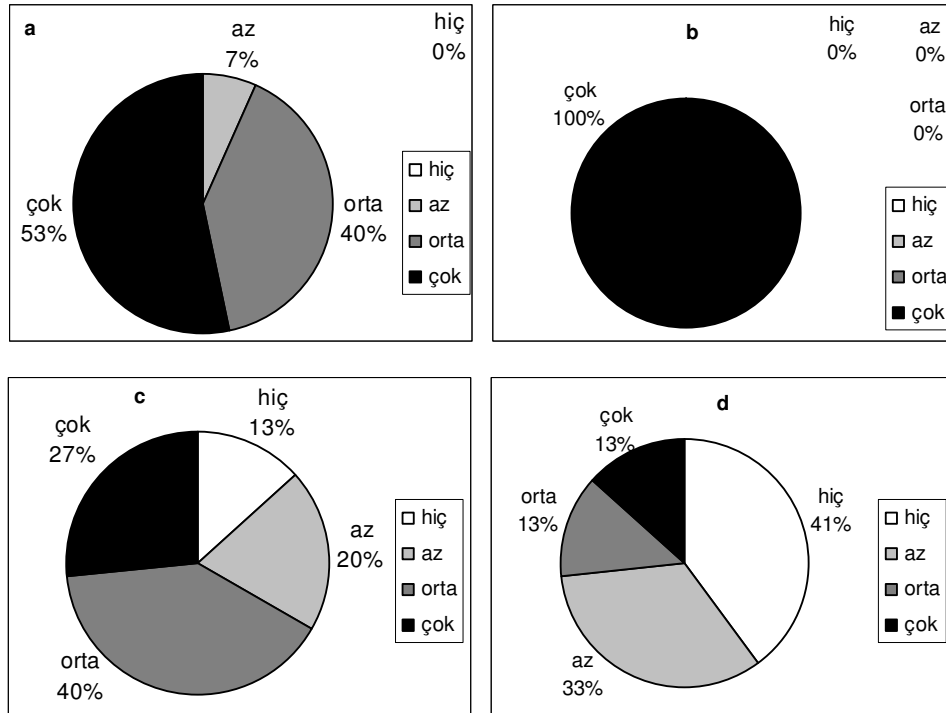 a
az
7%
hiç
0%
çok
53%
orta
40%
hiç
az
orta
çok
b
hiç
0%
az
0%
çok
100%
orta
0%
hiç
az
orta
çok
c
hiç
13%
çok
27%
az
20%
orta
40%
hiç
az
orta
çok
d
çok
13%
orta
13%
hiç
41%
az
33%
hiç
az
orta
çok